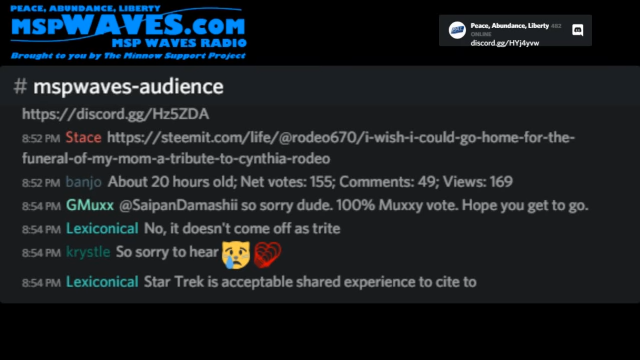 PEACE, ABUNDANCE, LIBERTY
MSPWAVES.COM
MSP WAVES RADIO
Brought to you by The Minnow Support Project
Peace, Abundance, Liberty 482
ONLINE
discord.gg/HYj4yvw
# mspwaves-audience
https://discord.gg/Hz5ZDA
8:52 PM Stace https://steemit.com/life/@rodeo670/i-wish-i-could-go-home-for-the-
funeral-of-my-mom-a-tribute-to-cynthia-rodeo
8:52 PM banjo About 20 hours old; Net votes: 155; Comments: 49; Views: 169
8:54 PM GMuxx @SaipanDamashii so sorry dude. 100% Muxxy vote. Hope you get to go.
8:54 PM Lexiconical No, it doesn't come off as trite
8:54 PM krystle So sorry to hear
8:54 PM Lexiconical Star Trek is acceptable shared experience to cite to